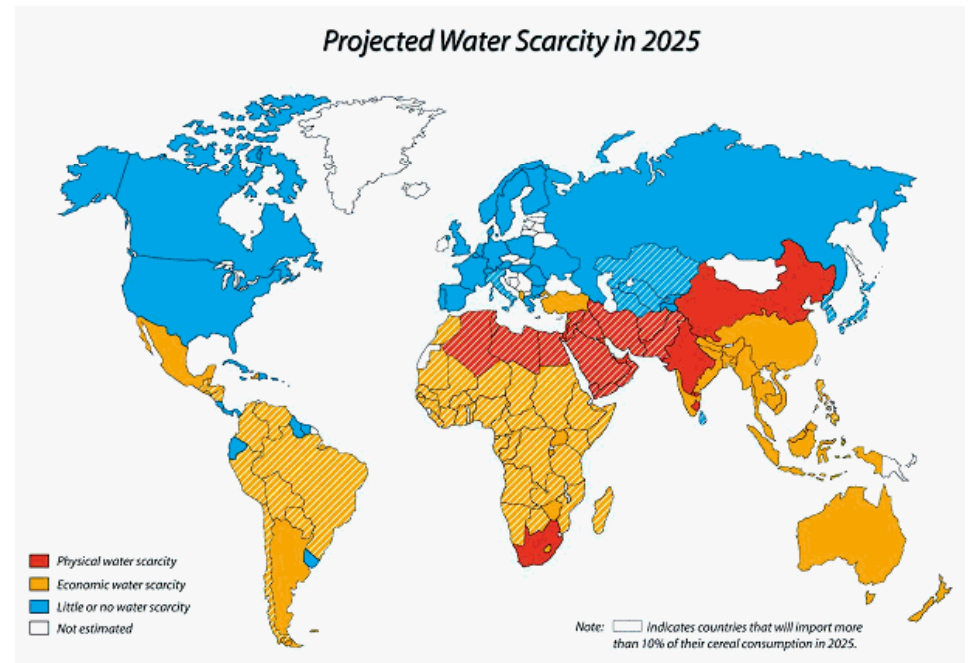 Projected Water Scarcity in 2025
Physical water scarcity
Economic water scarcity
Little or no water scarcity
Not estimated
Note: indicates countries that will import more
than 10% of their cereal consumption in 2025.